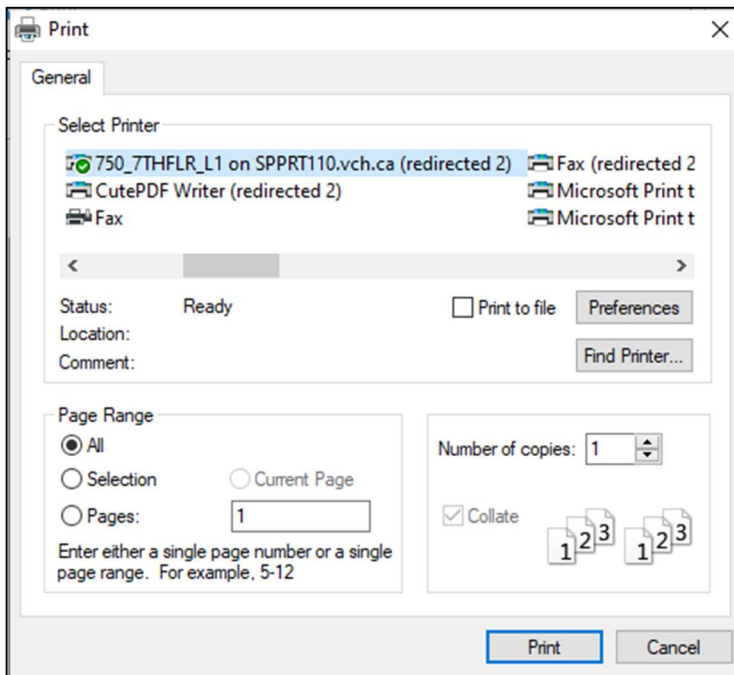 Print
General
Select Printer
750_7THFLR_L1 on SPPRT110.vch.ca (redirected 2) Fax (redirected 2
CutePDF Writer (redirected 2) Microsoft Print t
Fax Microsoft Print t
Status: Ready Print to file Preferences
Location:
Comment: Find Printer...
Page Range
All
Number of copies: 1
Selection Current Page
Pages: 1
Collate
1 2 3 1 2 3
Enter either a single page number or a single
page range. For example, 5-12
Print Cancel